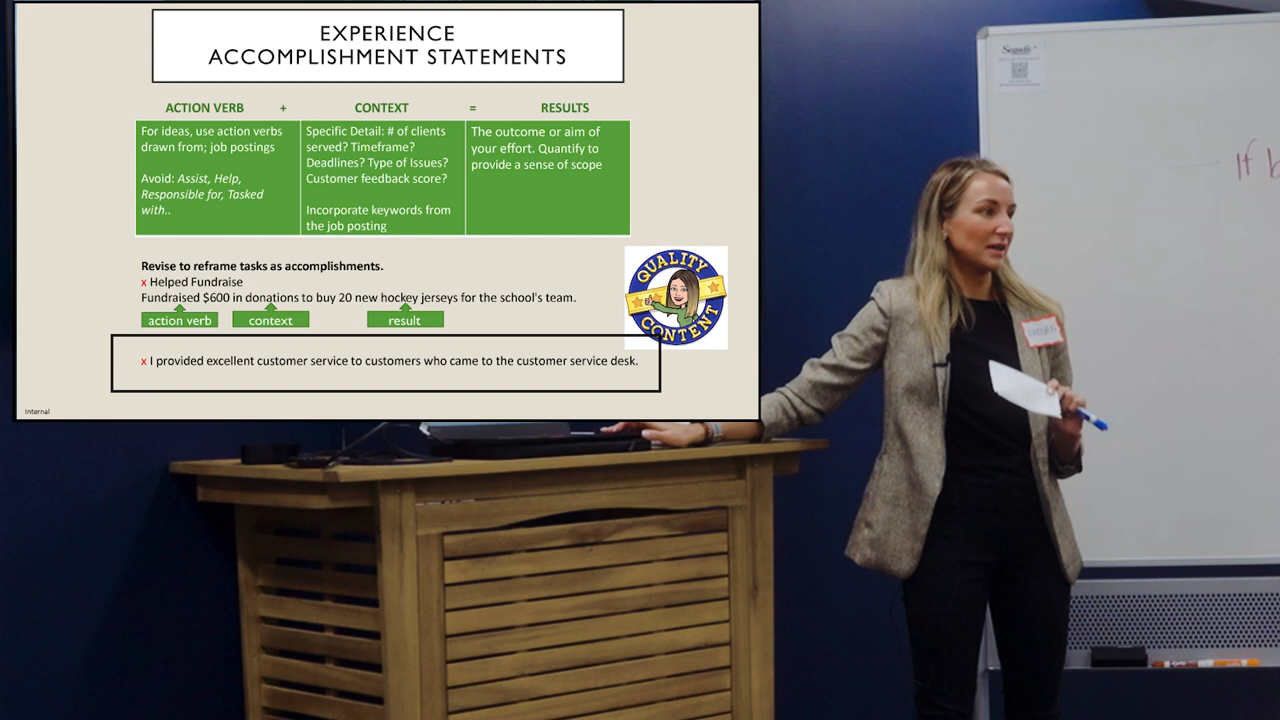 EXPERIENCE
ACCOMPLISHMENT STATEMENTS
ACTION VERB + CONTEXT = RESULTS
For ideas, use action verbs
drawn from; job postings
Avoid: Assist, Help,
Responsible for, Tasked
with..
Specific Detail: # of clients
served? Timeframe?
Deadlines? Type of Issues?
Customer feedback score?
Incorporate keywords from
the job posting
The outcome or aim of
your effort. Quantify to
provide a sense of scope
Revise to reframe tasks as accomplishments.
x Helped Fundraise
Fundraised $600 in donations to buy 20 new hockey jerseys for the school's team.
action verb context result
QUALITY
CONTENT
x I provided excellent customer service to customers who came to the customer service desk.
Internal
If